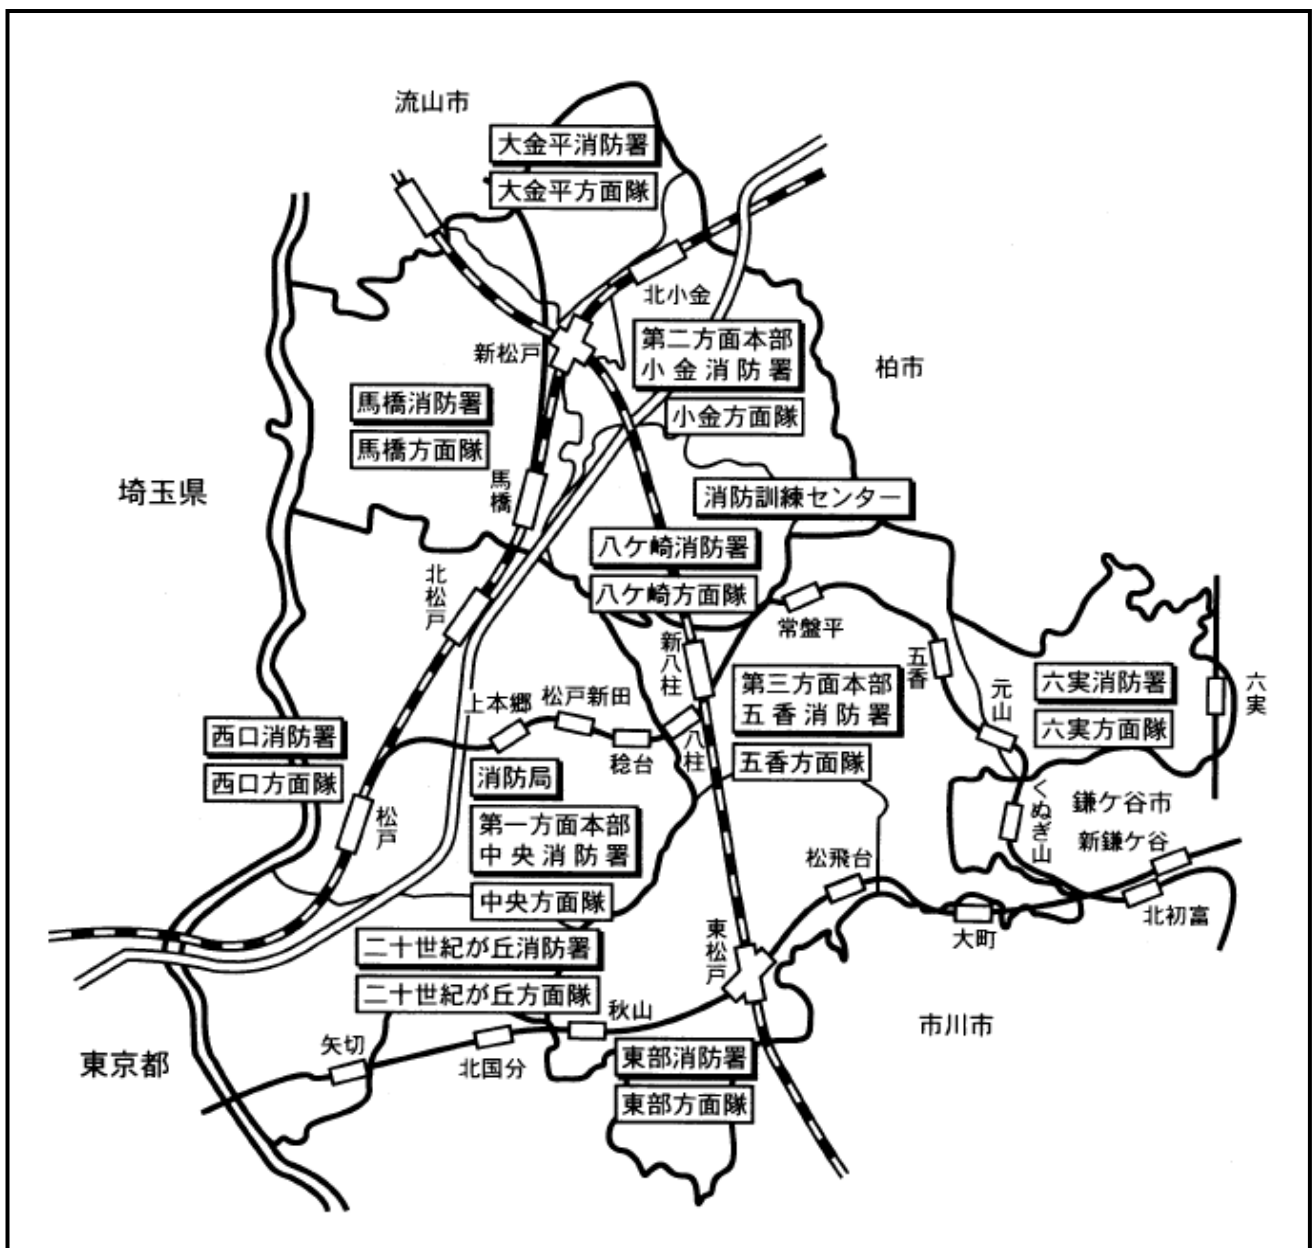 流山市
大金平消防署
大金平方面隊
北小金
新松戸
第二方面本部
小金消防署
小金方面隊
柏市
馬橋消防署
馬橋方面隊
馬橋
埼玉県
消防訓練センター
八ケ崎消防署
八ケ崎方面隊
北松戸
常盤平
新八柱
五香
元山
六実消防署
六実方面隊
六実
第三方面本部
五香消防署
五香方面隊
上本郷
松戸新田
稔台
八柱
西口消防署
西口方面隊
松戸
消防局
第一方面本部
中央消防署
中央方面隊
くぬぎ山
鎌ケ谷市
新鎌ケ谷
北初富
松飛台
大町
東松戸
二十世紀が丘消防署
二十世紀が丘方面隊
秋山
北国分
矢切
市川市
東京都
東部消防署
東部方面隊